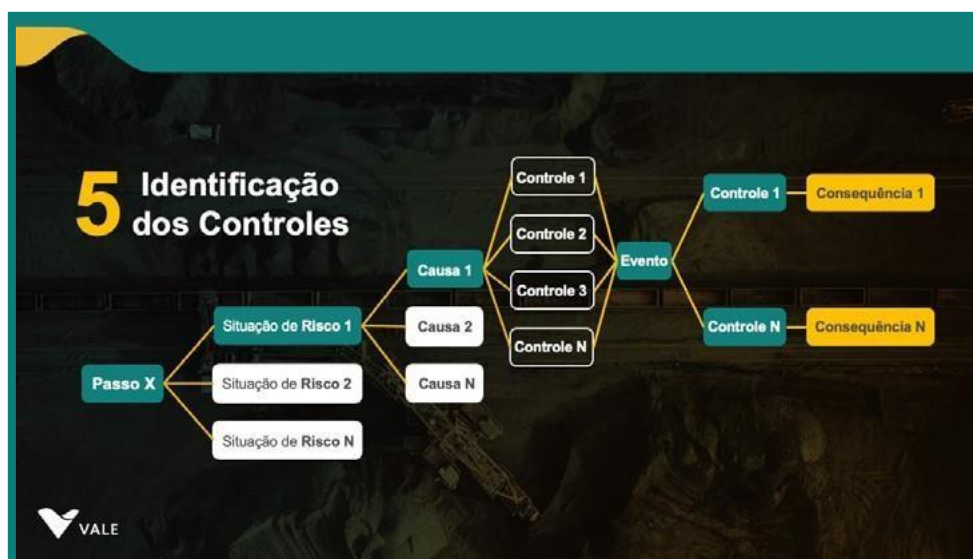 5
Identificação
dos Controles
Passo X
Situação de Risco 1
Situação de Risco 2
Situação de Risco N
Causa 1
Causa 2
Causa N
Controle 1
Controle 2
Controle 3
Controle N
Evento
Controle 1
Consequência 1
Controle N
Consequência N
VALE